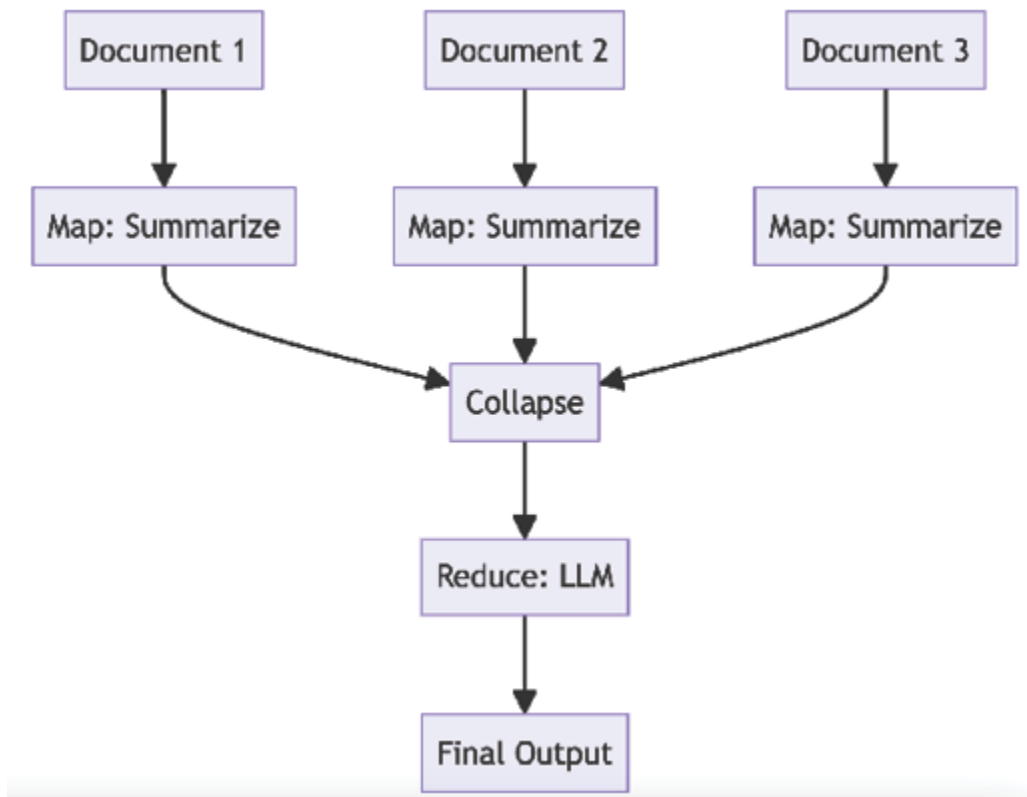 Document 1
Document 2
Document 3
Map: Summarize
Map: Summarize
Map: Summarize
Collapse
Reduce: LLM
Final Output